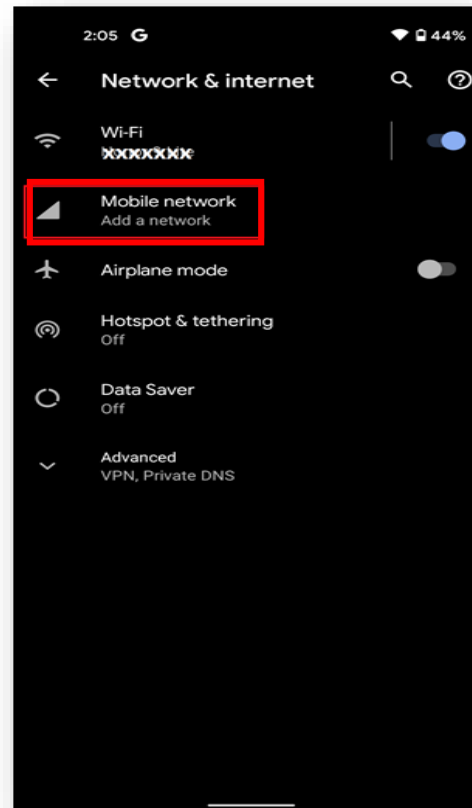 2:05 G 44%
Network & internet
Wi-Fi
xxxxxxx
Mobile network
Add a network
Airplane mode
Hotspot & tethering
Off
Data Saver
Off
Advanced
VPN, Private DNS